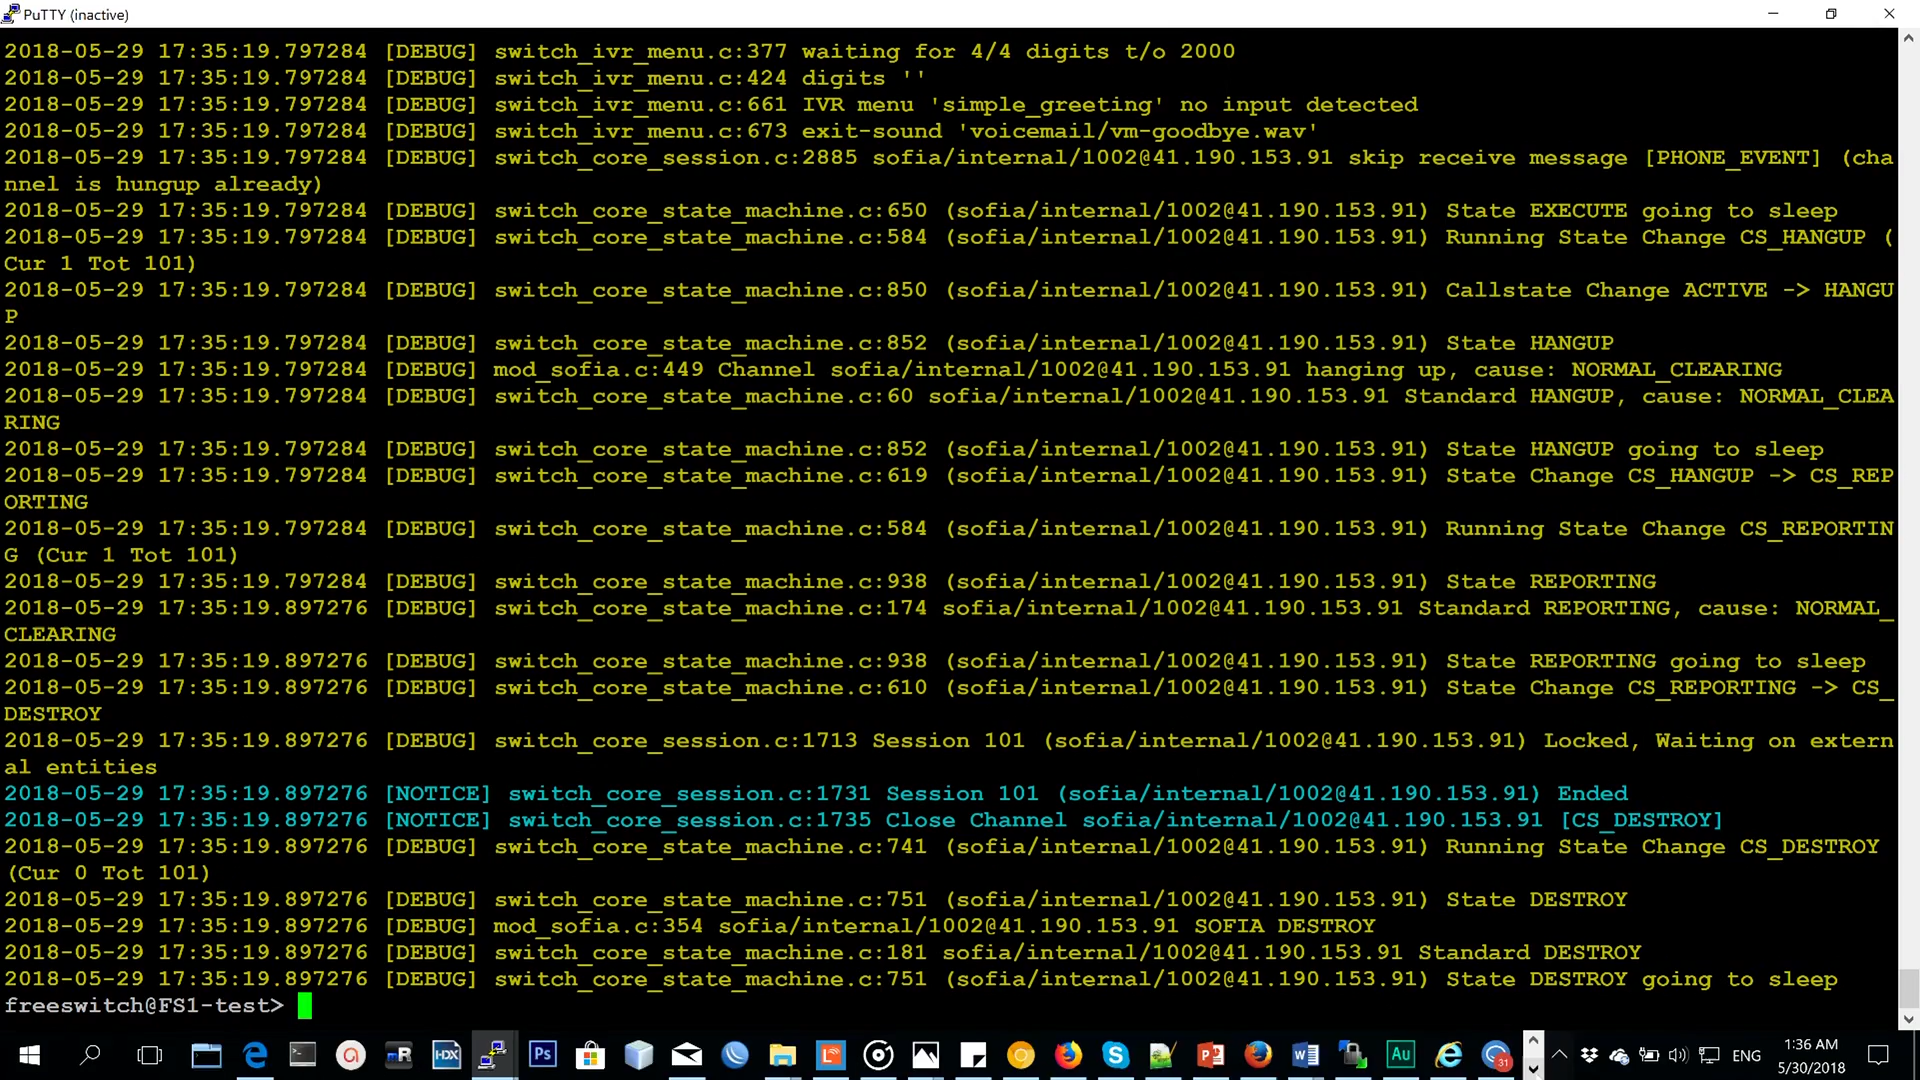 PuTTY (inactive)
2018-05-29 17:35:19.797284 [DEBUG] switch_ivr_menu.c:377 waiting for 4/4 digits t/o 2000
2018-05-29 17:35:19.797284 [DEBUG] switch_ivr_menu.c:424 digits ''
2018-05-29 17:35:19.797284 [DEBUG] switch_ivr_menu.c:661 IVR menu 'simple_greeting' no input detected
2018-05-29 17:35:19.797284 [DEBUG] switch_ivr_menu.c:673 exit-sound 'voicemail/vm-goodbye.wav'
2018-05-29 17:35:19.797284 [DEBUG] switch_core_session.c:2885 sofia/internal/1002@41.190.153.91 skip receive message [PHONE_EVENT] (cha
nnel is hungup already)
2018-05-29 17:35:19.797284 [DEBUG] switch_core_state_machine.c:650 (sofia/internal/1002@41.190.153.91) State EXECUTE going to sleep
2018-05-29 17:35:19.797284 [DEBUG] switch_core_state_machine.c:584 (sofia/internal/1002@41.190.153.91) Running State Change CS_HANGUP (
Cur 1 Tot 101)
2018-05-29 17:35:19.797284 [DEBUG] switch_core_state_machine.c:850 (sofia/internal/1002@41.190.153.91) Callstate Change ACTIVE -> HANGU
P
2018-05-29 17:35:19.797284 [DEBUG] switch_core_state_machine.c:852 (sofia/internal/1002@41.190.153.91) State HANGUP
2018-05-29 17:35:19.797284 [DEBUG] mod_sofia.c:449 Channel sofia/internal/1002@41.190.153.91 hanging up, cause: NORMAL_CLEARING
2018-05-29 17:35:19.797284 [DEBUG] switch_core_state_machine.c:60 sofia/internal/1002@41.190.153.91 Standard HANGUP, cause: NORMAL_CLEA
RING
2018-05-29 17:35:19.797284 [DEBUG] switch_core_state_machine.c:852 (sofia/internal/1002@41.190.153.91) State HANGUP going to sleep
2018-05-29 17:35:19.797284 [DEBUG] switch_core_state_machine.c:619 (sofia/internal/1002@41.190.153.91) State Change CS_HANGUP -> CS_REP
ORTING
2018-05-29 17:35:19.797284 [DEBUG] switch_core_state_machine.c:584 (sofia/internal/1002@41.190.153.91) Running State Change CS_REPORTIN
G (Cur 1 Tot 101)
2018-05-29 17:35:19.797284 [DEBUG] switch_core_state_machine.c:938 (sofia/internal/1002@41.190.153.91) State REPORTING
2018-05-29 17:35:19.897276 [DEBUG] switch_core_state_machine.c:174 sofia/internal/1002@41.190.153.91 Standard REPORTING, cause: NORMAL_
CLEARING
2018-05-29 17:35:19.897276 [DEBUG] switch_core_state_machine.c:938 (sofia/internal/1002@41.190.153.91) State REPORTING going to sleep
2018-05-29 17:35:19.897276 [DEBUG] switch_core_state_machine.c:610 (sofia/internal/1002@41.190.153.91) State Change CS_REPORTING -> CS_
DESTROY
2018-05-29 17:35:19.897276 [DEBUG] switch_core_session.c:1713 Session 101 (sofia/internal/1002@41.190.153.91) Locked, Waiting on extern
al entities
2018-05-29 17:35:19.897276 [NOTICE] switch_core_session.c:1731 Session 101 (sofia/internal/1002@41.190.153.91) Ended
2018-05-29 17:35:19.897276 [NOTICE] switch_core_session.c:1735 Close Channel sofia/internal/1002@41.190.153.91 [CS_DESTROY]
2018-05-29 17:35:19.897276 [DEBUG] switch_core_state_machine.c:741 (sofia/internal/1002@41.190.153.91) Running State Change CS_DESTROY
(Cur 0 Tot 101)
2018-05-29 17:35:19.897276 [DEBUG] switch_core_state_machine.c:751 (sofia/internal/1002@41.190.153.91) State DESTROY
2018-05-29 17:35:19.897276 [DEBUG] mod_sofia.c:354 sofia/internal/1002@41.190.153.91 SOFIA DESTROY
2018-05-29 17:35:19.897276 [DEBUG] switch_core_state_machine.c:181 sofia/internal/1002@41.190.153.91 Standard DESTROY
2018-05-29 17:35:19.897276 [DEBUG] switch_core_state_machine.c:751 (sofia/internal/1002@41.190.153.91) State DESTROY going to sleep
freeswitch@FS1-test>
HDX
Ps
Au
31
ENG
1:36 AM
5/30/2018